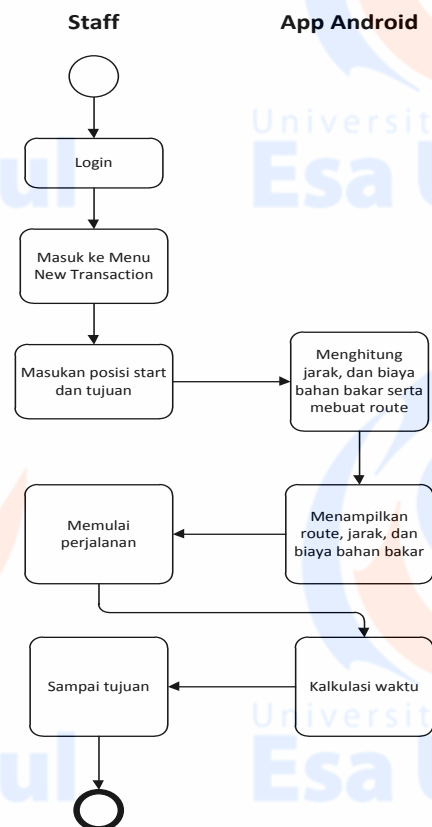 Staff
App Android
Universit
Esa U
ul
Login
Masuk ke Menu
New Transaction
Masukan posisi start
dan tujuan
Menghitung
jarak, dan biaya
bahan bakar serta
mebuat route
Memulai
perjalanan
Menampilkan
route, jarak, dan
biaya bahan bakar
Sampai tujuan
Kalkulasi waktu
Universit
Esa U
ul